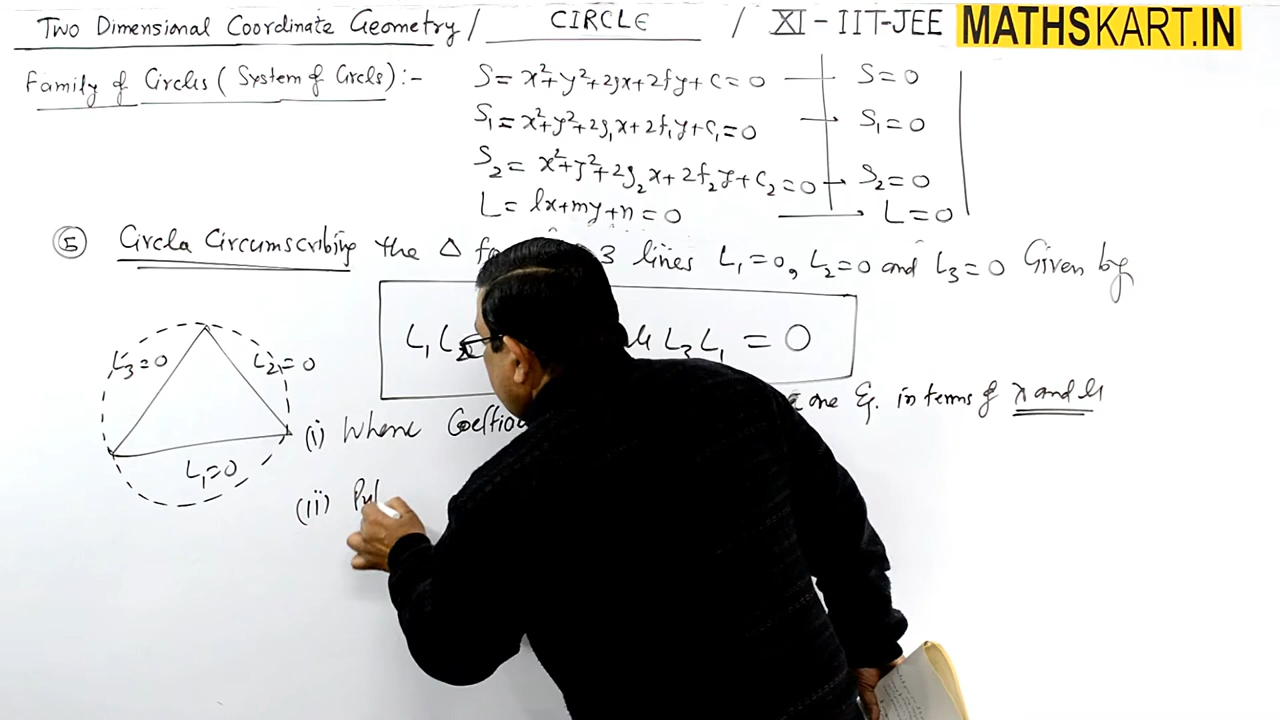 Two Dimensional Coordinate Geometry / CIRCLE / XI - IIT-JEE MATHSKART.IN
Family of Circles ( System of Circls) :-
S = x²+y²+2gx+2fy+c=0 → S=0
S₁ = x²+y²+2g₁x+2f₁y+c₁=0 → S₁=0
S₂ = x²+y²+2g₂x+2f₂y+c₂=0 → S₂=0
L = lx+my+n=0 → L=0
⑤ Circle Circumscribing the Δ 3 lines L₁=0, L₂=0 and L₃=0 Given by
L₁L₂ μ L₃L₁ = 0
L₃=0 L₂=0
L₁=0
(i) Where one Eq. in terms of λ and μ
(ii) Put